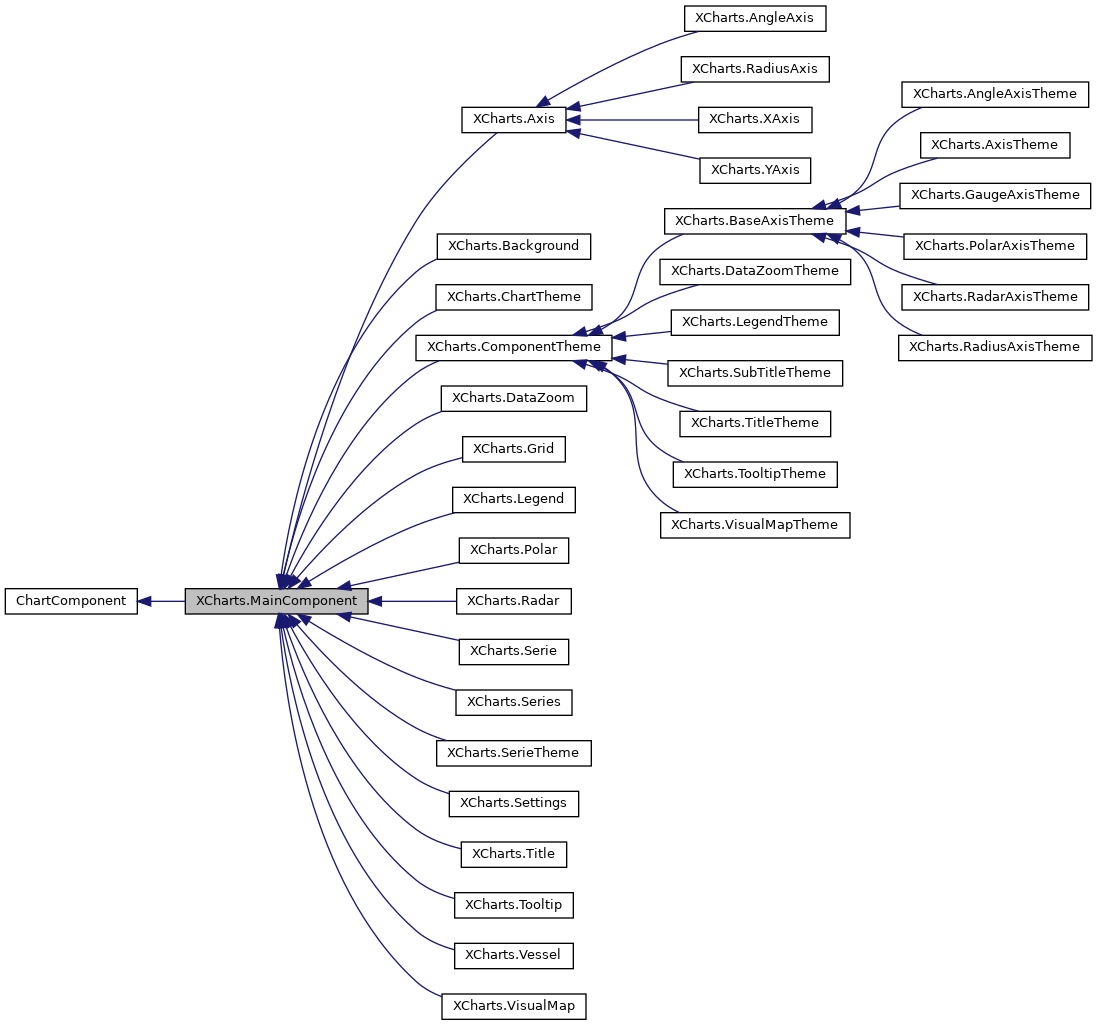 XCharts.AngleAxis
XCharts.RadiusAxis
XCharts.AngleAxisTheme
XCharts.Axis
XCharts.XAxis
XCharts.AxisTheme
XCharts.YAxis
XCharts.GaugeAxisTheme
XCharts.BaseAxisTheme
XCharts.Background
XCharts.PolarAxisTheme
XCharts.DataZoomTheme
XCharts.ChartTheme
XCharts.RadarAxisTheme
XCharts.LegendTheme
XCharts.ComponentTheme
XCharts.RadiusAxisTheme
XCharts.SubTitleTheme
XCharts.DataZoom
XCharts.TitleTheme
XCharts.Grid
XCharts.TooltipTheme
XCharts.Legend
XCharts.VisualMapTheme
XCharts.Polar
ChartComponent
XCharts.MainComponent
XCharts.Radar
XCharts.Serie
XCharts.Series
XCharts.SerieTheme
XCharts.Settings
XCharts.Title
XCharts.Tooltip
XCharts.Vessel
XCharts.VisualMap